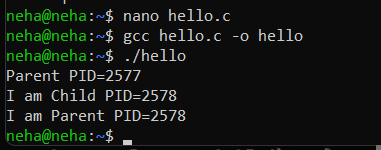 neha@neha:~$ nano hello.c
neha@neha:~$ gcc hello.c -o hello
neha@neha:~$ ./hello
Parent PID=2577
I am Child PID=2578
I am Parent PID=2578
neha@neha:~$